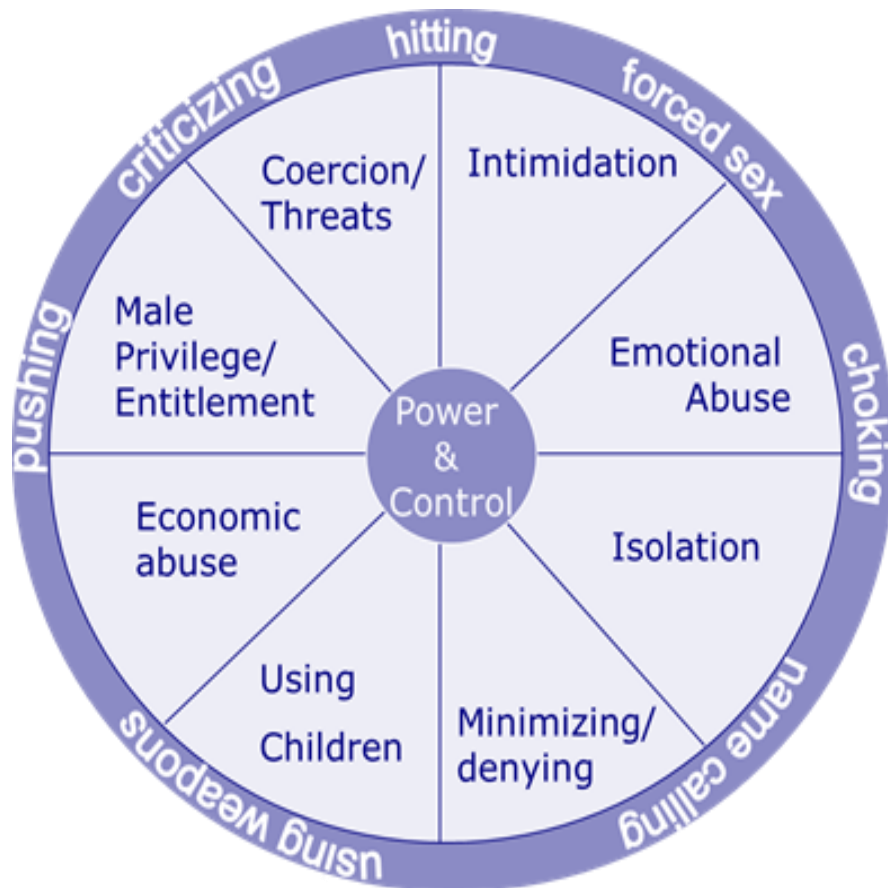 hitting
forced sex
choking
name calling
using weapons
pushing
criticizing
Intimidation
Emotional
Abuse
Isolation
Minimizing/
denying
Using
Children
Economic
abuse
Male
Privilege/
Entitlement
Coercion/
Threats
Power
&
Control